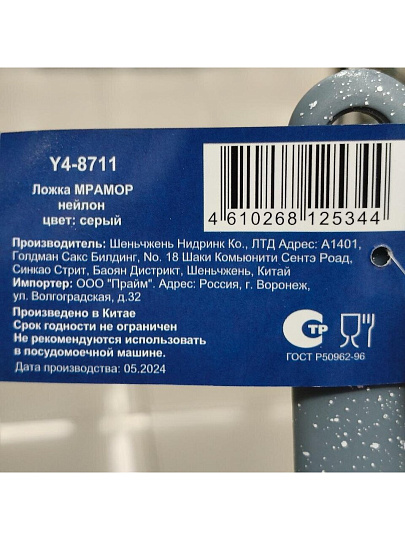 Y4-8711
Ложка МРАМОР
нейлон
цвет: серый
4 610268 125344
Производитель: Шеньчжень Нидринк Ко., ЛТД Адрес: А1401,
Голдман Сакс Билдинг, No. 18 Шаки Комьюнити Сентэ Роад,
Синкао Стрит, Баоян Дистрикт, Шеньчжень, Китай
Импортер: ООО "Прайм". Адрес: Россия, г. Воронеж,
ул. Волгоградская, д.32
Произведено в Китае
Срок годности не ограничен
Не рекомендуются использовать
в посудомоечной машине.
Дата производства: 05.2024
СТР
ГОСТ Р50962-96